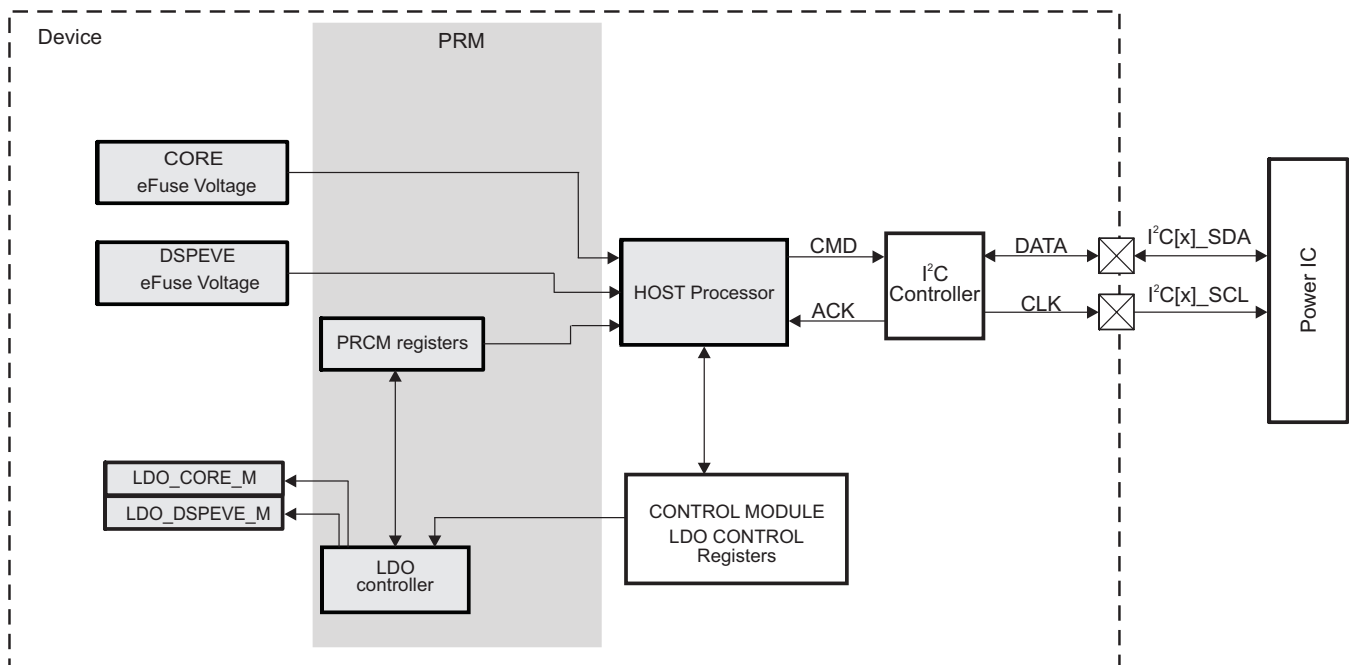 Device
PRM
CORE
eFuse Voltage
DSPEVE
eFuse Voltage
PRCM registers
HOST Processor
CMD
ACK
I²C
Controller
DATA
CLK
I²C[x]_SDA
I²C[x]_SCL
Power IC
LDO_CORE_M
LDO_DSPEVE_M
LDO
controller
CONTROL MODULE
LDO CONTROL
Registers